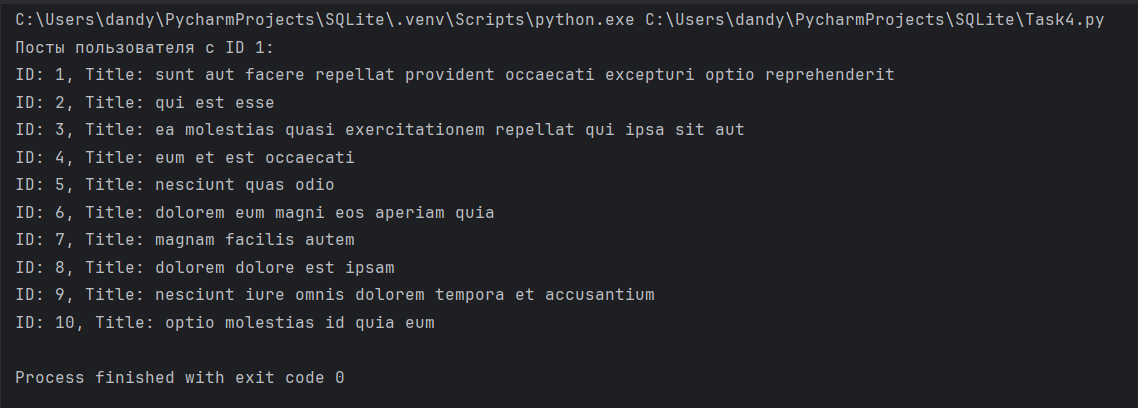 C:\Users\dandy\PycharmProjects\SQLite\.venv\Scripts\python.exe C:\Users\dandy\PycharmProjects\SQLite\Task4.py
Посты пользователя с ID 1:
ID: 1, Title: sunt aut facere repellat provident occaecati excepturi optio reprehenderit
ID: 2, Title: qui est esse
ID: 3, Title: ea molestias quasi exercitationem repellat qui ipsa sit aut
ID: 4, Title: eum et est occaecati
ID: 5, Title: nesciunt quas odio
ID: 6, Title: dolorem eum magni eos aperiam quia
ID: 7, Title: magnam facilis autem
ID: 8, Title: dolorem dolore est ipsam
ID: 9, Title: nesciunt iure omnis dolorem tempora et accusantium
ID: 10, Title: optio molestias id quia eum
Process finished with exit code 0